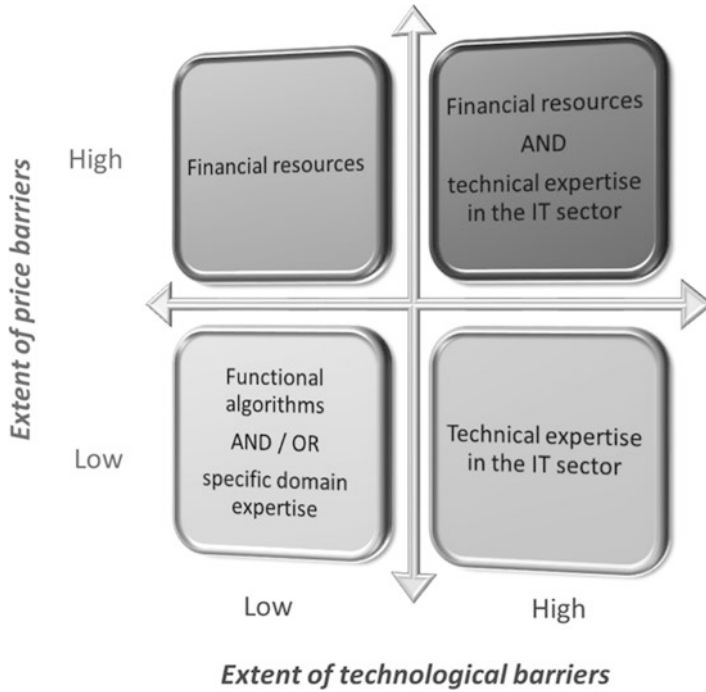 Extent of price barriers
High
Financial resources
Financial resources
AND
technical expertise
in the IT sector
Low
Functional
algorithms
AND / OR
specific domain
expertise
Technical expertise
in the IT sector
Low
High
Extent of technological barriers